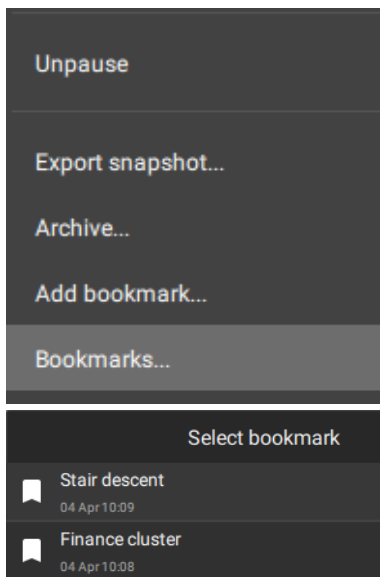 Unpause
Export snapshot...
Archive...
Add bookmark...
Bookmarks...
Select bookmark
Stair descent
04 Apr 10:09
Finance cluster
04 Apr 10:08